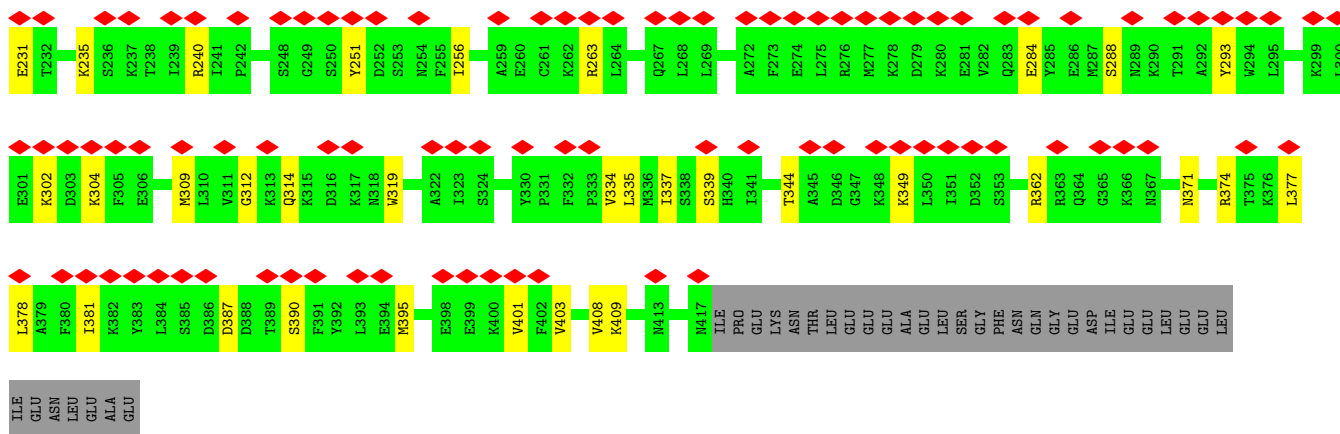 E231 T232 K235 S236 K237 T238 I239 R240 I241 P242 S248 G249 S250 Y251 D252 S253 N254 F255 I256 A259 E260 C261 K262 R263 L264 Q267 L268 L269 A272 F273 E274 L275 R276 M277 K278 D279 K280 E281 V282 Q283 E284 Y285 E286 M287 S288 N289 K290 T291 A292 Y293 W294 L295 K299 L300
E301 K302 D303 K304 F305 E306 M309 L310 V311 G312 K313 Q314 K315 D316 K317 N318 W319 A322 I323 S324 Y330 P331 F332 P333 V334 L335 M336 I337 S338 S339 H340 I341 T344 A345 D346 G347 K348 K349 L350 I351 D352 S353 R362 R363 Q364 G365 K366 N367 N371 R374 T375 K376 L377
L378 A379 F380 I381 K382 Y383 L384 S385 D386 D387 D388 T389 S390 F391 Y392 L393 E394 M395 E398 E399 K400 V401 F402 V403 V408 K409 N413 N417 ILE PRO GLU LYS ASN THR LEU GLU GLU GLU ALA GLU LEU SER GLY PHE ASN GLN GLY GLU ASP ILE GLU GLU LEU GLU GLU LEU
ILE GLU ASN LEU GLU ALA GLU